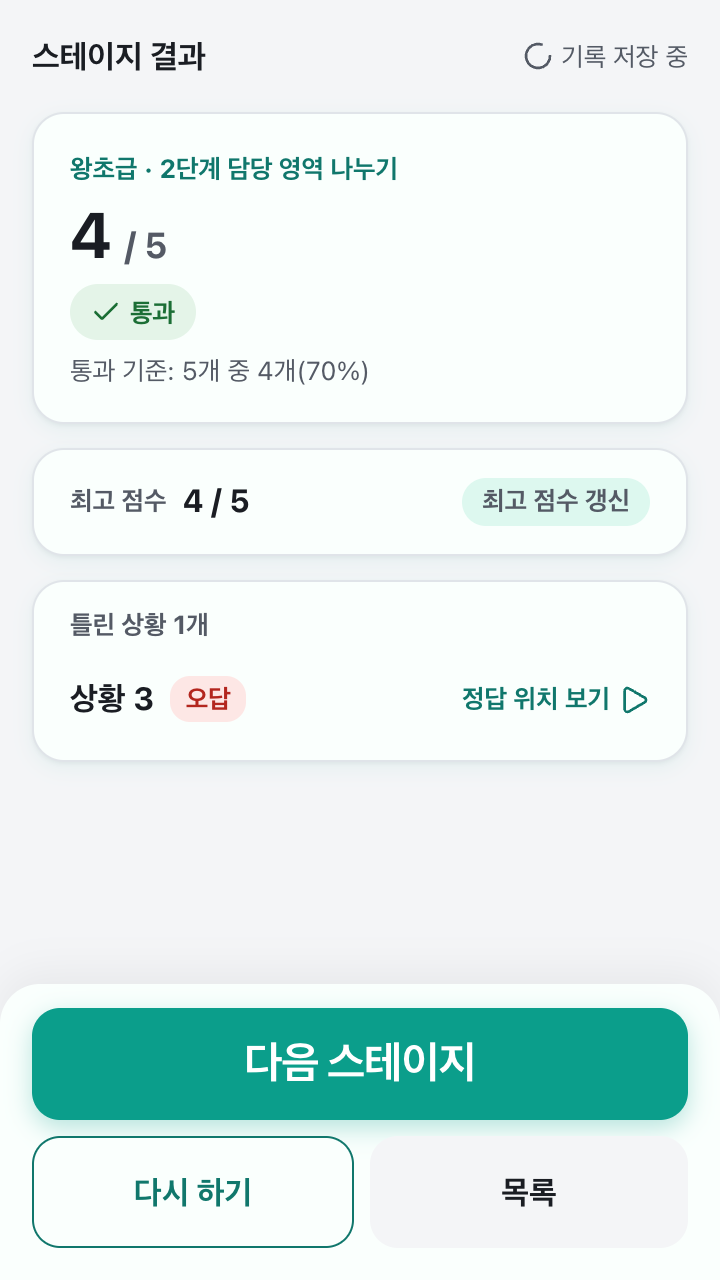 스테이지 결과
기록 저장 중
왕초급 · 2단계 담당 영역 나누기
4 / 5
통과
통과 기준: 5개 중 4개(70%)
최고 점수 4 / 5
최고 점수 갱신
틀린 상황 1개
상황 3 오답
정답 위치 보기
다음 스테이지
다시 하기
목록